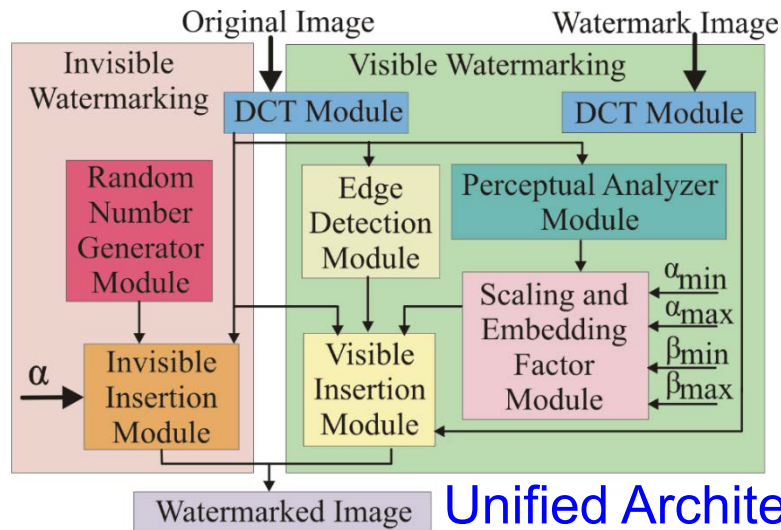 Original Image
Watermark Image
Invisible
Watermarking
Visible Watermarking
DCT Module
DCT Module
Random
Number
Generator
Module
Edge
Detection
Module
Perceptual Analyzer
Module
Scaling and
Embedding
Factor
Module
αmin
αmax
βmin
βmax
α
Invisible
Insertion
Module
Visible
Insertion
Module
Watermarked Image
Unified Archite